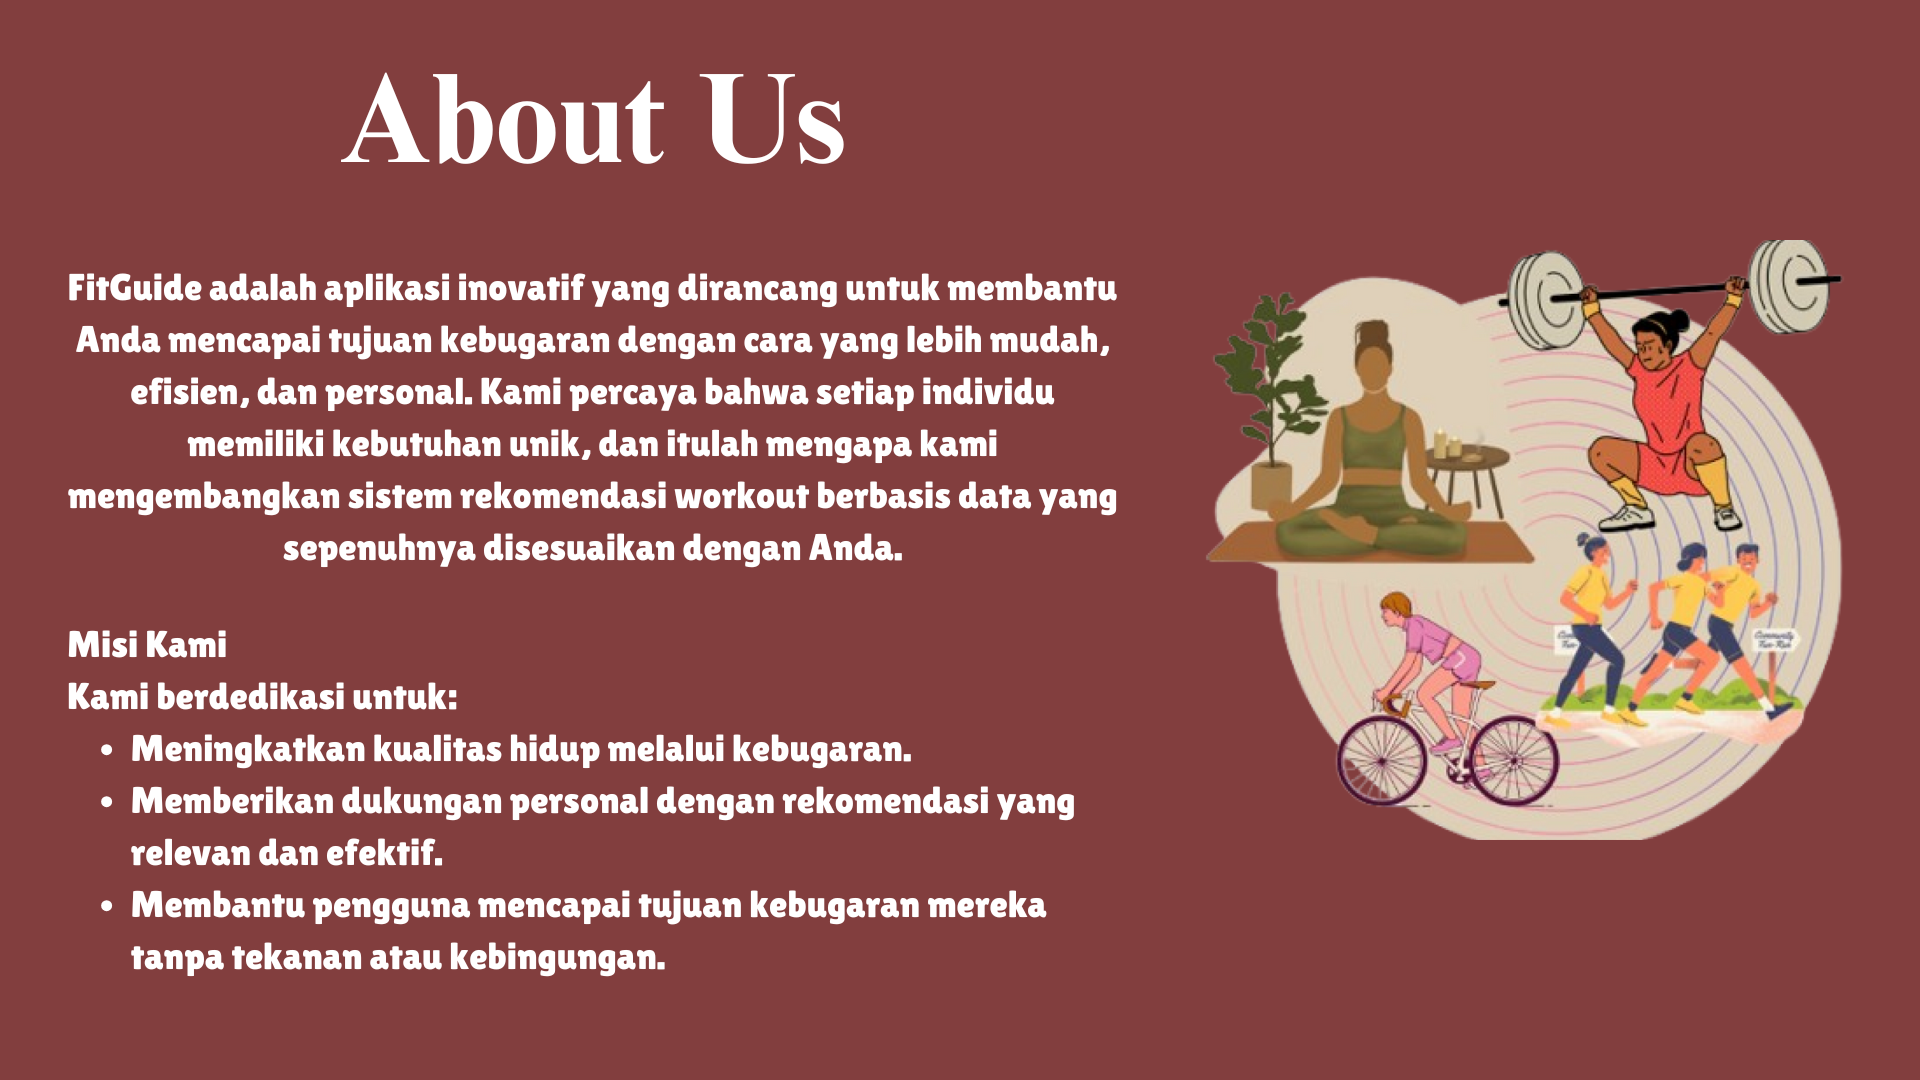 About Us
FitGuide adalah aplikasi inovatif yang dirancang untuk membantu
Anda mencapai tujuan kebugaran dengan cara yang lebih mudah,
efisien, dan personal. Kami percaya bahwa setiap individu
memiliki kebutuhan unik, dan itulah mengapa kami
mengembangkan sistem rekomendasi workout berbasis data yang
sepenuhnya disesuaikan dengan Anda.
Misi Kami
Kami berdedikasi untuk:
• Meningkatkan kualitas hidup melalui kebugaran.
• Memberikan dukungan personal dengan rekomendasi yang
relevan dan efektif.
• Membantu pengguna mencapai tujuan kebugaran mereka
tanpa tekanan atau kebingungan.
Community
Fun-Run